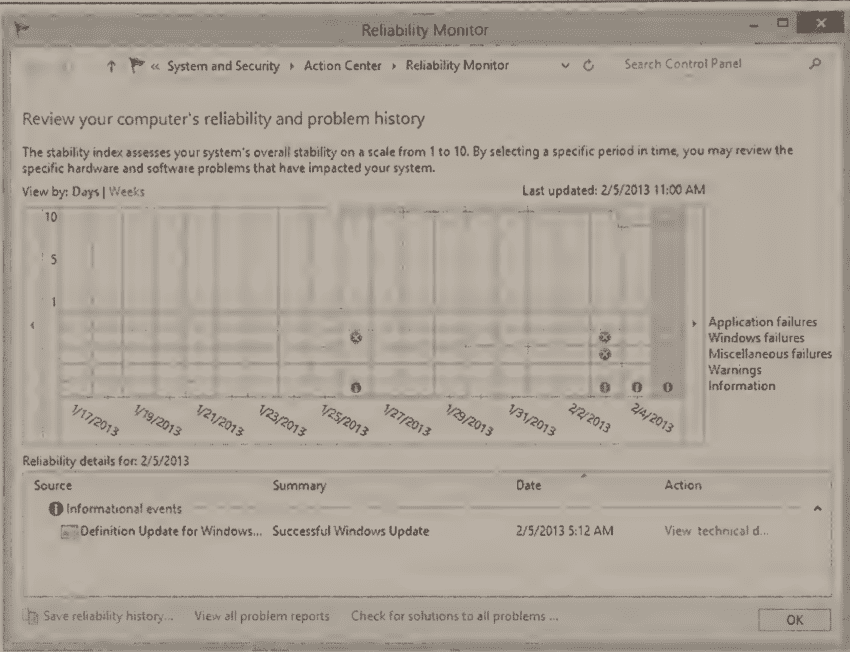 Reliability Monitor
« System and Security Action Center Reliability Monitor Search Control Panel
Review your computer's reliability and problem history
The stability index assesses your system's overall stability on a scale from 1 to 10. By selecting a specific period in time, you may review the
specific hardware and software problems that have impacted your system.
View by: Days | Weeks Last updated: 2/5/2013 11:00 AM
10
5
1
Application failures
Windows failures
Miscellaneous failures
Warnings
Information
1/17/2013 1/19/2013 1/21/2013 1/23/2013 1/25/2013 1/27/2013 1/29/2013 1/31/2013 2/2/2013 2/4/2013
Reliability details for: 2/5/2013
Source Summary Date Action
Informational events
Definition Update for Windows... Successful Windows Update 2/5/2013 5:12 AM View technical d...
Save reliability history... View all problem reports Check for solutions to all problems ...
OK